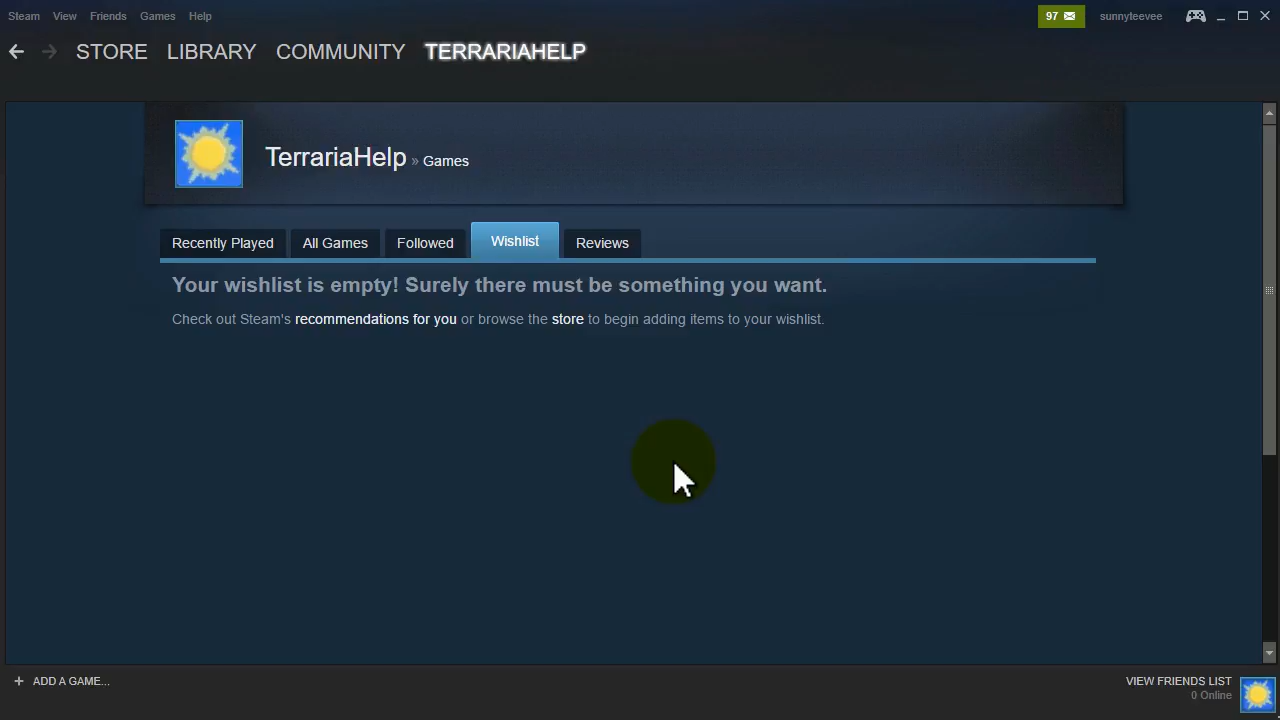 Steam View Friends Games Help 97 sunnyteevee
STORE LIBRARY COMMUNITY TERRARIAHELP
TerrariaHelp » Games
Recently Played All Games Followed Wishlist Reviews
Your wishlist is empty! Surely there must be something you want.
Check out Steam's recommendations for you or browse the store to begin adding items to your wishlist.
+ ADD A GAME... VIEW FRIENDS LIST
0 Online